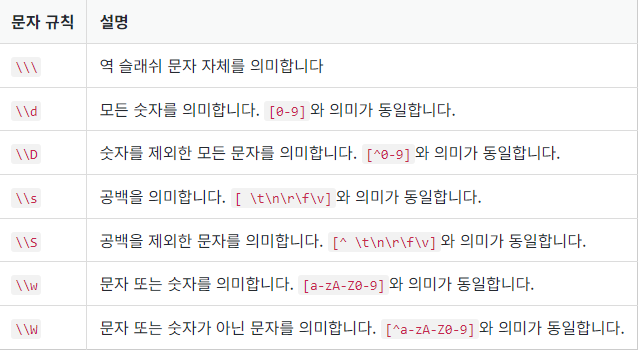 문자 규칙 설명
\\\ 역 슬래쉬 문자 자체를 의미합니다
\\d 모든 숫자를 의미합니다. [0-9]와 의미가 동일합니다.
\\D 숫자를 제외한 모든 문자를 의미합니다. [^0-9]와 의미가 동일합니다.
\\s 공백을 의미합니다. [ \t\n\r\f\v]와 의미가 동일합니다.
\\S 공백을 제외한 문자를 의미합니다. [^ \t\n\r\f\v]와 의미가 동일합니다.
\\w 문자 또는 숫자를 의미합니다. [a-zA-Z0-9]와 의미가 동일합니다.
\\W 문자 또는 숫자가 아닌 문자를 의미합니다. [^a-zA-Z0-9]와 의미가 동일합니다.